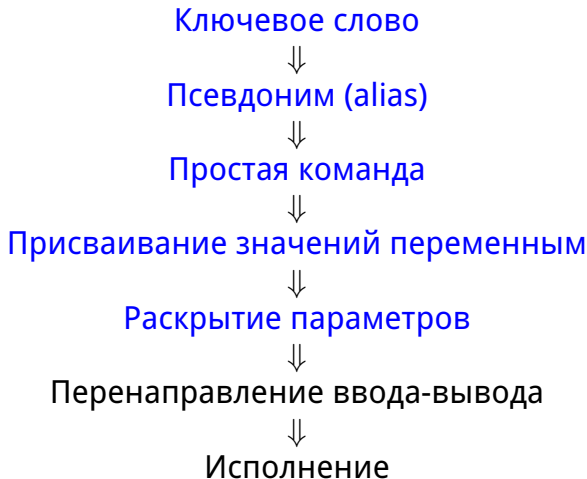 Ключевое слово
⇓
Псевдоним (alias)
⇓
Простая команда
⇓
Присваивание значений переменным
⇓
Раскрытие параметров
⇓
Перенаправление ввода-вывода
⇓
Исполнение